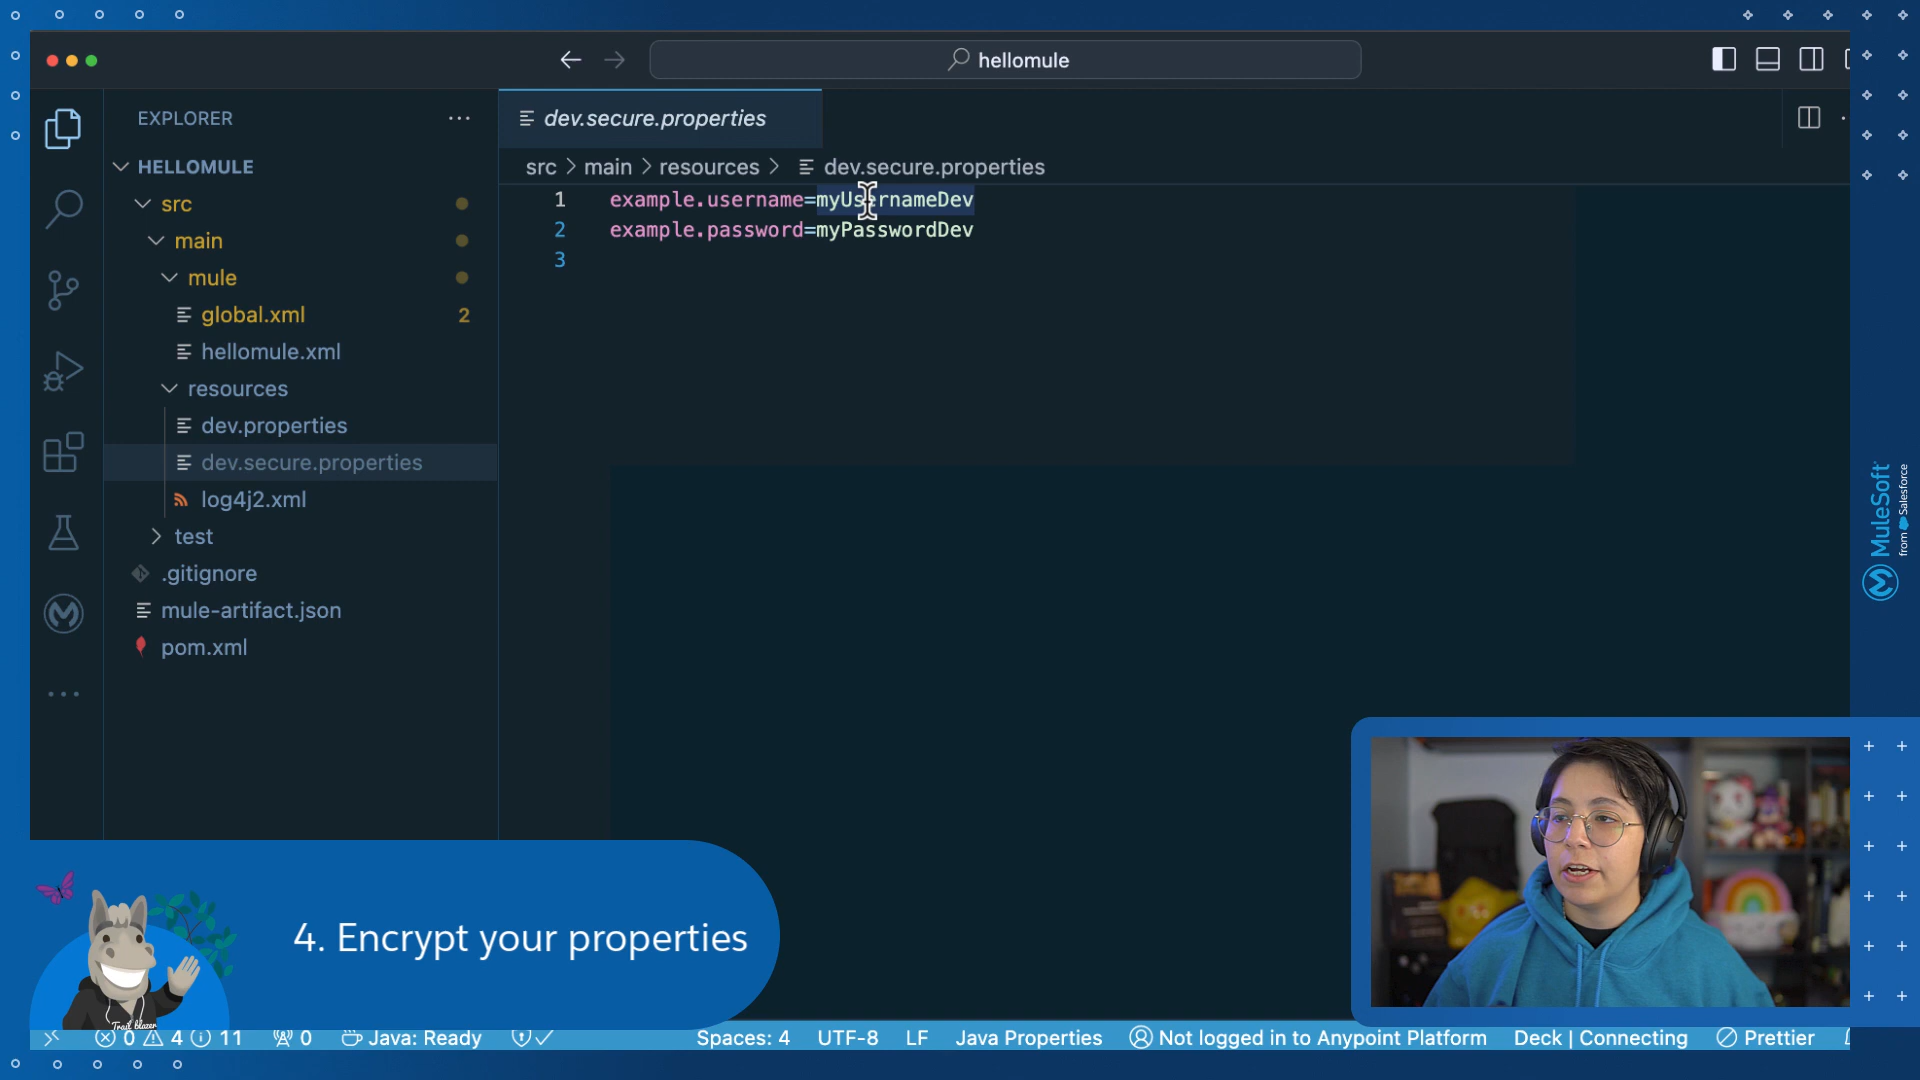 hellomule
EXPLORER
dev.secure.properties
HELLOMULE
src > main > resources > dev.secure.properties
src
1 example.username=myUsernameDev
main
2 example.password=myPasswordDev
mule
3
global.xml 2
hellomule.xml
resources
dev.properties
dev.secure.properties
log4j2.xml
test
.gitignore
mule-artifact.json
pom.xml
MuleSoft
from Salesforce
4. Encrypt your properties
Trail blazer
0 4 11 0 Java: Ready Spaces: 4 UTF-8 LF Java Properties Not logged in to Anypoint Platform Deck | Connecting Prettier